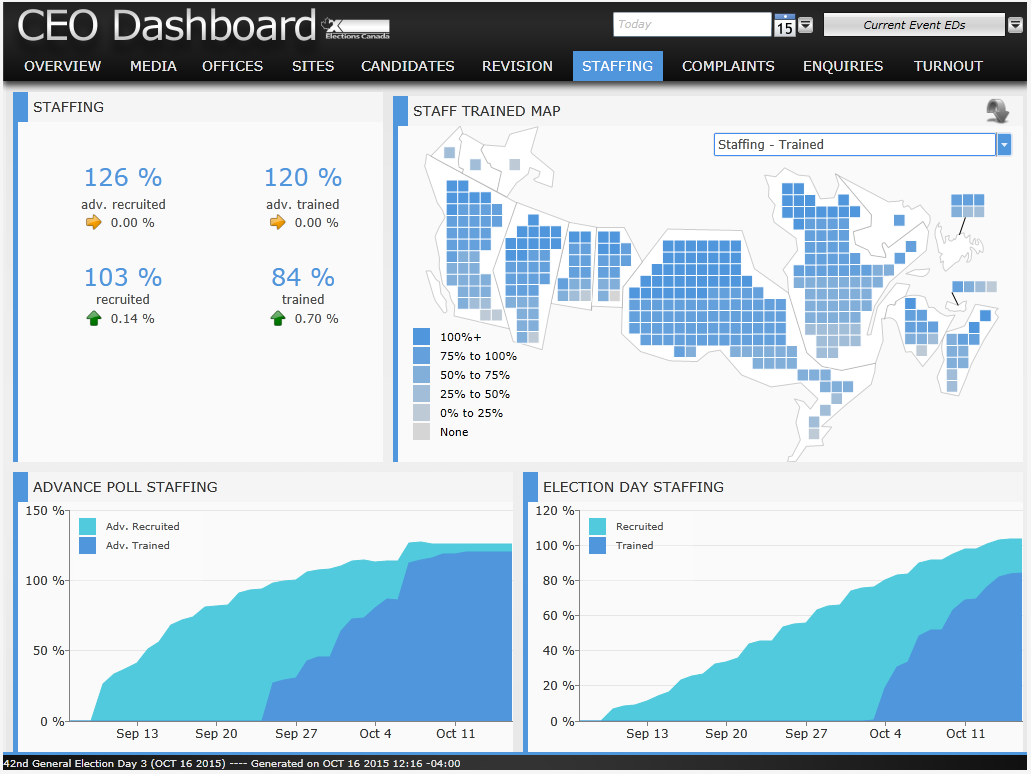 CEO Dashboard
Elections Canada
Today
15
Current Event EDs
OVERVIEW MEDIA OFFICES SITES CANDIDATES REVISION STAFFING COMPLAINTS ENQUIRIES TURNOUT
STAFFING
126 % 120 %
adv. recruited adv. trained
0.00 % 0.00 %
103 % 84 %
recruited trained
0.14 % 0.70 %
STAFF TRAINED MAP
Staffing - Trained
100%+
75% to 100%
50% to 75%
25% to 50%
0% to 25%
None
ADVANCE POLL STAFFING
150 %
Adv. Recruited
Adv. Trained
100 %
50 %
0 %
Sep 13 Sep 20 Sep 27 Oct 4 Oct 11
ELECTION DAY STAFFING
120 %
Recruited
Trained
100 %
80 %
60 %
40 %
20 %
0 %
Sep 13 Sep 20 Sep 27 Oct 4 Oct 11
42nd General Election Day 3 (OCT 16 2015) ---- Generated on OCT 16 2015 12:16 -04:00